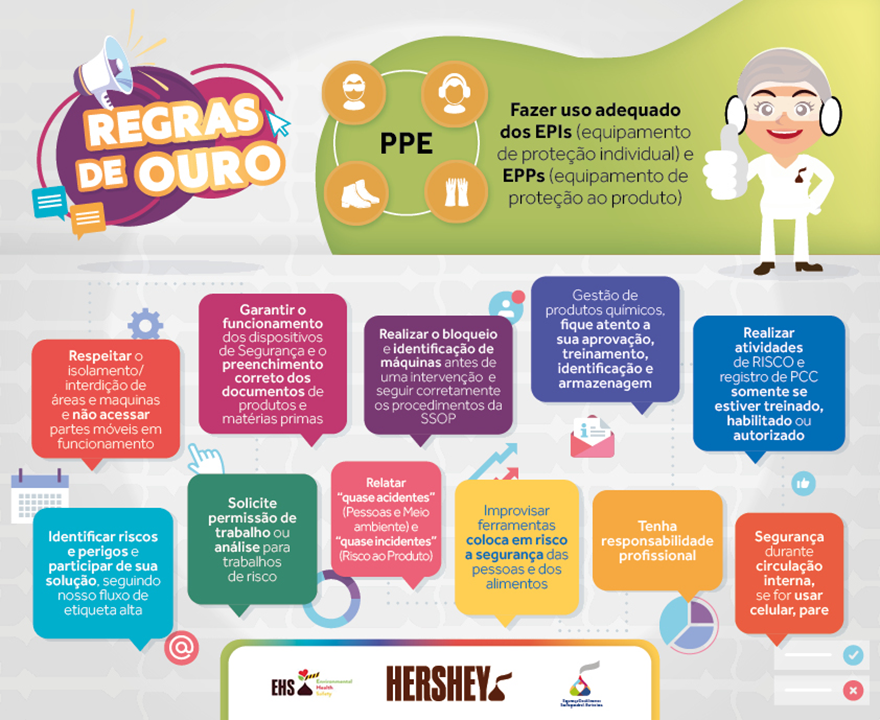 REGRAS
DE OURO
PPE
Fazer uso adequado
dos EPIs (equipamento
de proteção individual) e
EPPs (equipamento de
proteção ao produto)
Respeitar o
isolamento/
interdição de
áreas e maquinas
e não acessar
partes móveis em
funcionamento
Garantir o
funcionamento
dos dispositivos
de Segurança e o
preenchimento
correto dos
documentos de
produtos e
matérias primas
Realizar o bloqueio
e identificação de
máquinas antes de
uma intervenção e
seguir corretamente
os procedimentos da
SSOP
Gestão de
produtos químicos,
fique atento a
sua aprovação,
treinamento,
identificação e
armazenagem
Realizar
atividades
de RISCO e
registro de PCC
somente se
estiver treinado,
habilitado ou
autorizado
Identificar riscos
e perigos e
participar de sua
solução, seguindo
nosso fluxo de
etiqueta alta
Solicite
permissão de
trabalho ou
análise para
trabalhos
de risco
Relatar
“quase acidentes”
(Pessoas e Meio
ambiente) e
“quase incidentes”
(Risco ao Produto)
Improvisar
ferramentas
coloca em risco
a segurança das
pessoas e dos
alimentos
Tenha
responsabilidade
profissional
Segurança
durante
circulação
interna,
se for usar
celular, pare
@
EHS
Environmental
Health
Safety
HERSHEY